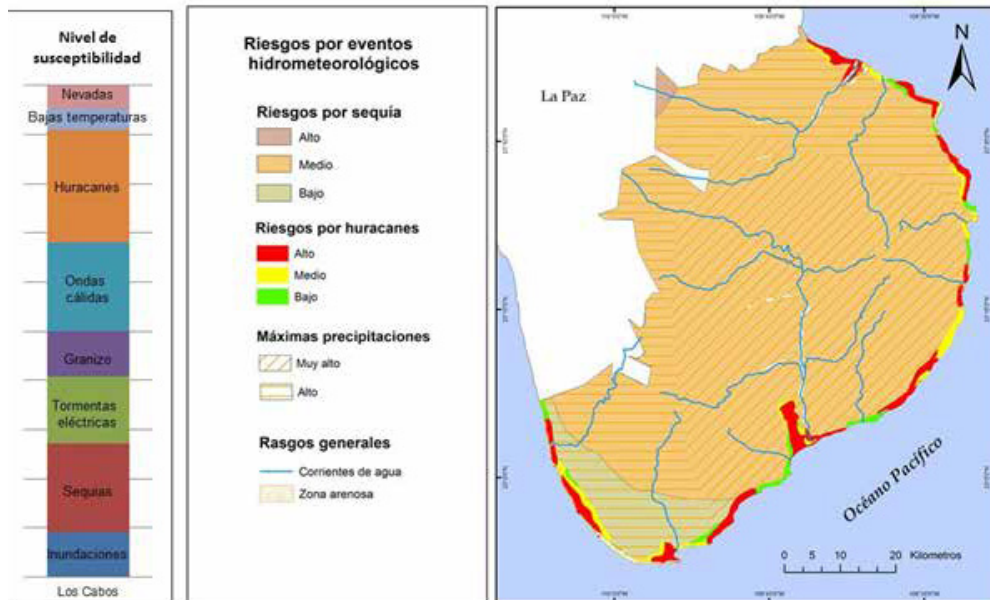 Nivel de
susceptibilidad
Nevadas
Bajas temperaturas
Huracanes
Ondas
cálidas
Granizo
Tormentas
eléctricas
Sequias
Inundaciones
Los Cabos
Riesgos por eventos
hidrometeorológicos
Riesgos por sequía
Alto
Medio
Bajo
Riesgos por huracanes
Alto
Medio
Bajo
Máximas precipitaciones
Muy alto
Alto
Rasgos generales
Corrientes de agua
Zona arenosa
N
La Paz
Océano Pacífico
0 5 10 20 Kilometros